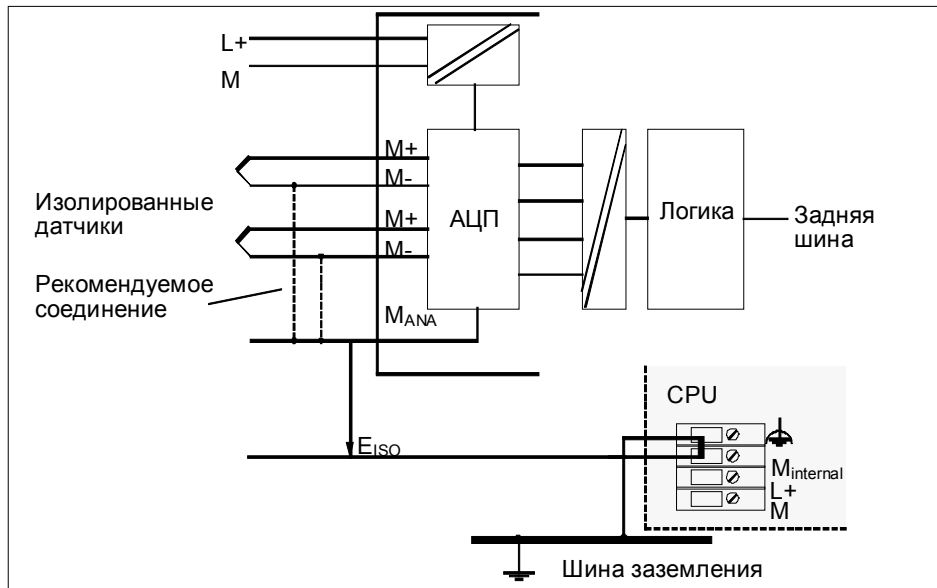 L+
M
M+
M-
M+
M-
Изолированные
датчики
АЦП
Логика
Задняя
шина
Рекомендуемое
соединение
MANA
CPU
EISO
Minternal
L+
M
Шина заземления